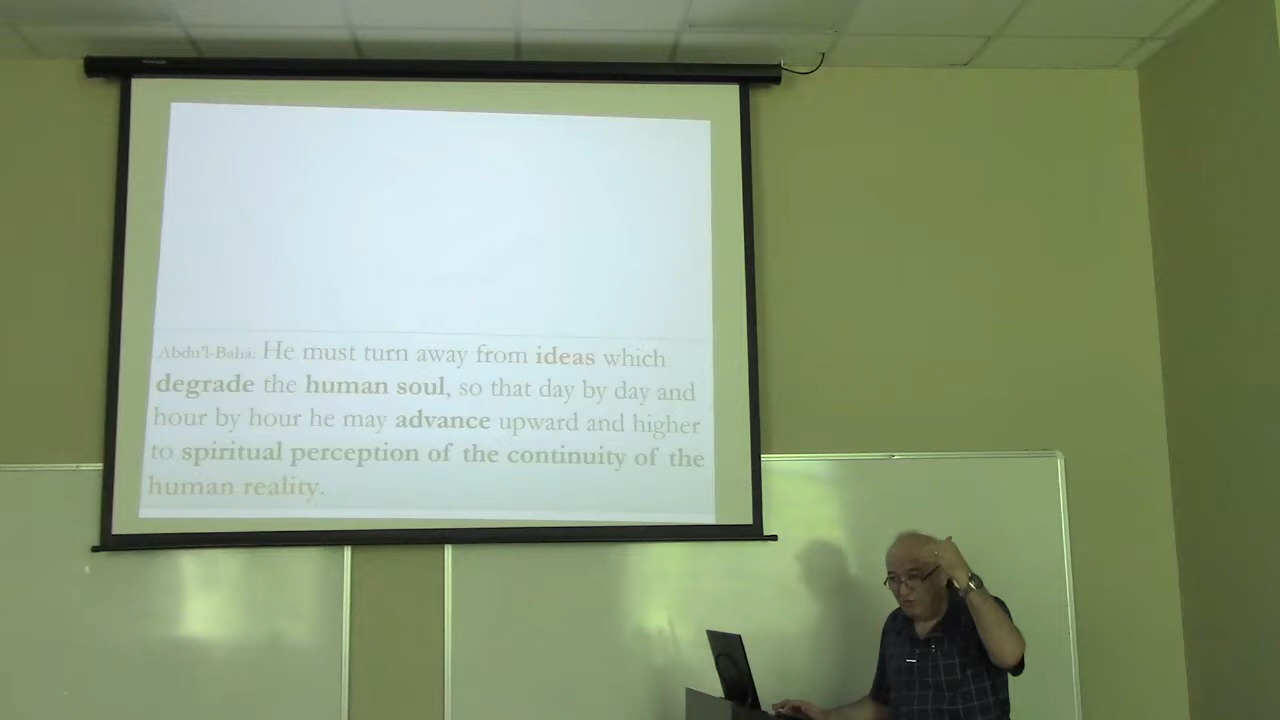 Abdu'l-Bahá: He must turn away from ideas which
degrade the human soul, so that day by day and
hour by hour he may advance upward and higher
to spiritual perception of the continuity of the
human reality.